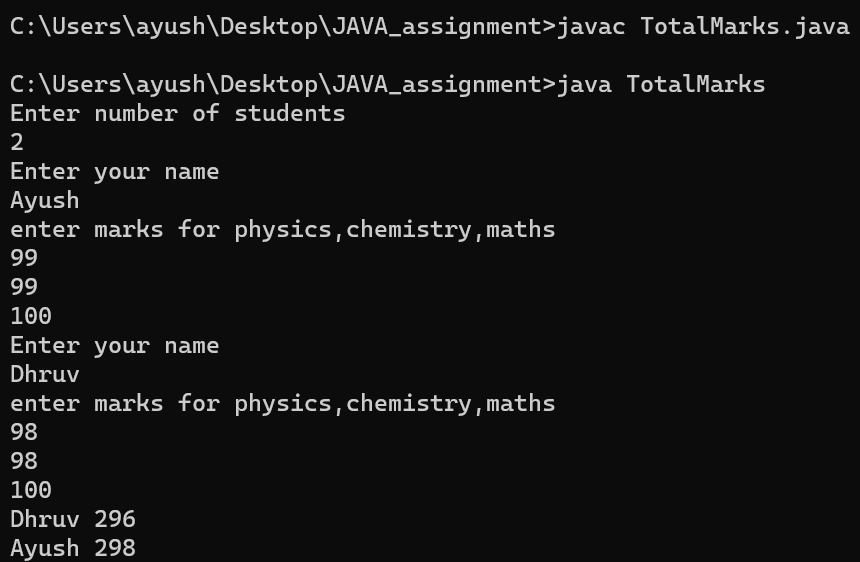 C:\Users\ayush\Desktop\JAVA_assignment>javac TotalMarks.java
C:\Users\ayush\Desktop\JAVA_assignment>java TotalMarks
Enter number of students
2
Enter your name
Ayush
enter marks for physics,chemistry,maths
99
99
100
Enter your name
Dhruv
enter marks for physics,chemistry,maths
98
98
100
Dhruv 296
Ayush 298